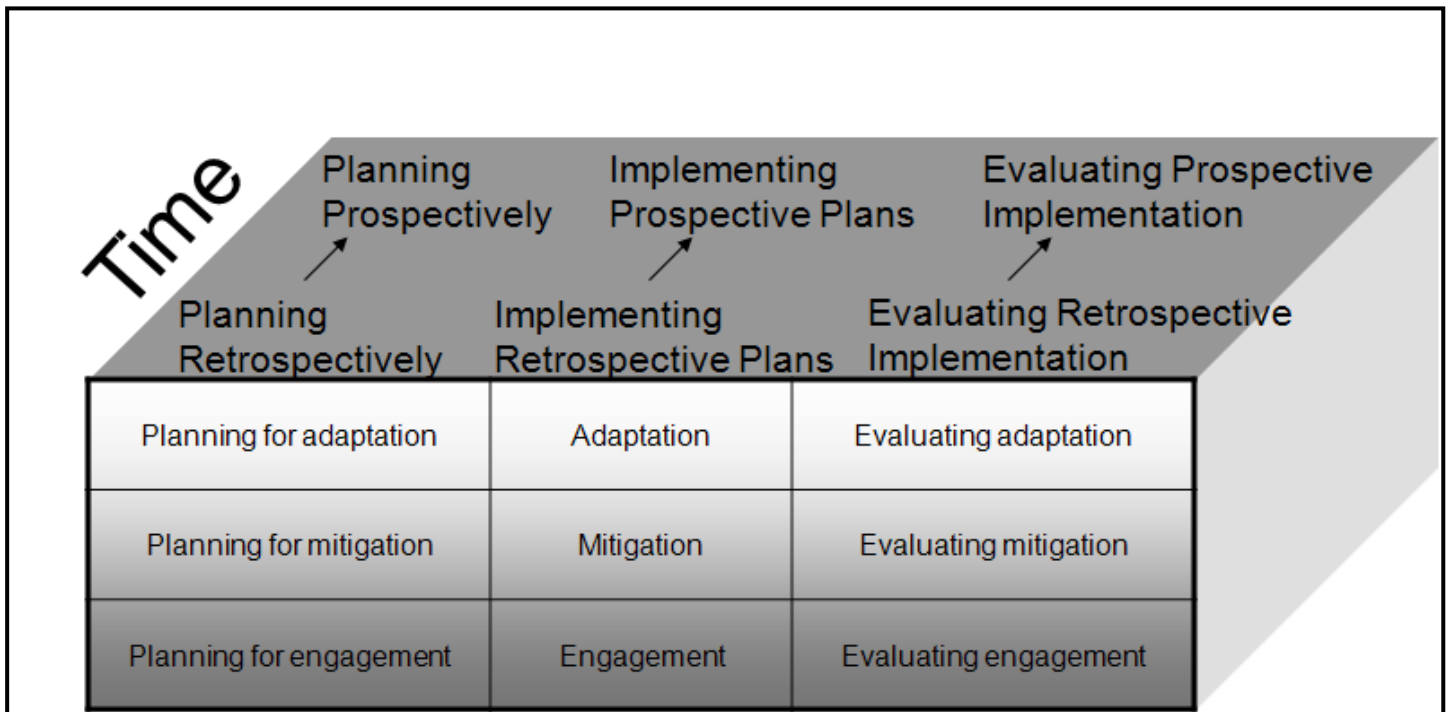 Time
Planning
Prospectively
Implementing
Prospective Plans
Evaluating Prospective
Implementation
Planning
Retrospectively
Implementing
Retrospective Plans
Evaluating Retrospective
Implementation
Planning for adaptation
Adaptation
Evaluating adaptation
Planning for mitigation
Mitigation
Evaluating mitigation
Planning for engagement
Engagement
Evaluating engagement